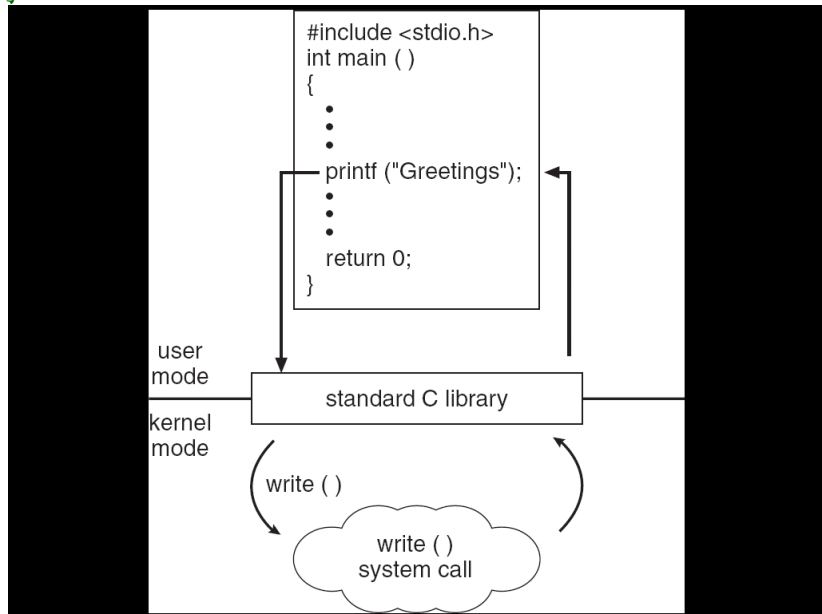 #include <stdio.h>
int main ( )
{
•
•
•
printf ("Greetings");
•
•
•
return 0;
}
user
mode
standard C library
kernel
mode
write ( )
write ( )
system call